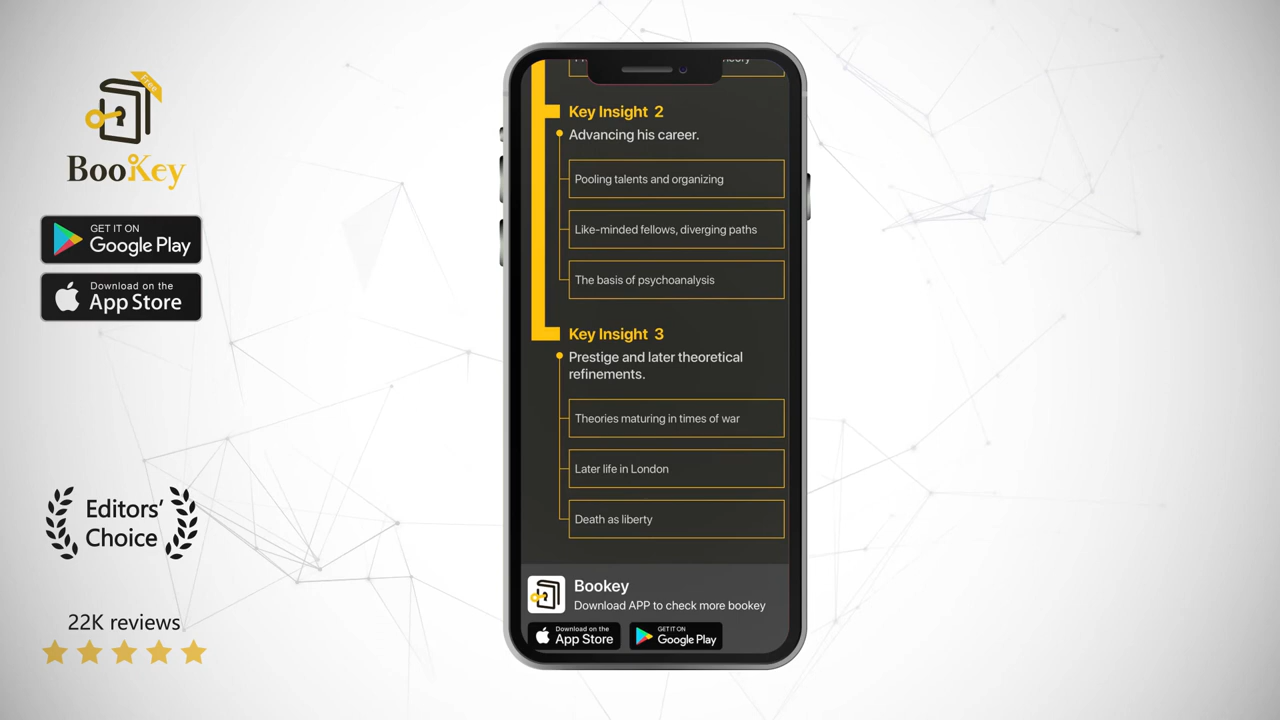 Free
BooKey
GET IT ON
Google Play
Download on the
App Store
Editors’
Choice
22K reviews
Key Insight 2
Advancing his career.
Pooling talents and organizing
Like-minded fellows, diverging paths
The basis of psychoanalysis
Key Insight 3
Prestige and later theoretical
refinements.
Theories maturing in times of war
Later life in London
Death as liberty
Bookey
Download APP to check more bookey
Download on the
App Store
GET IT ON
Google Play